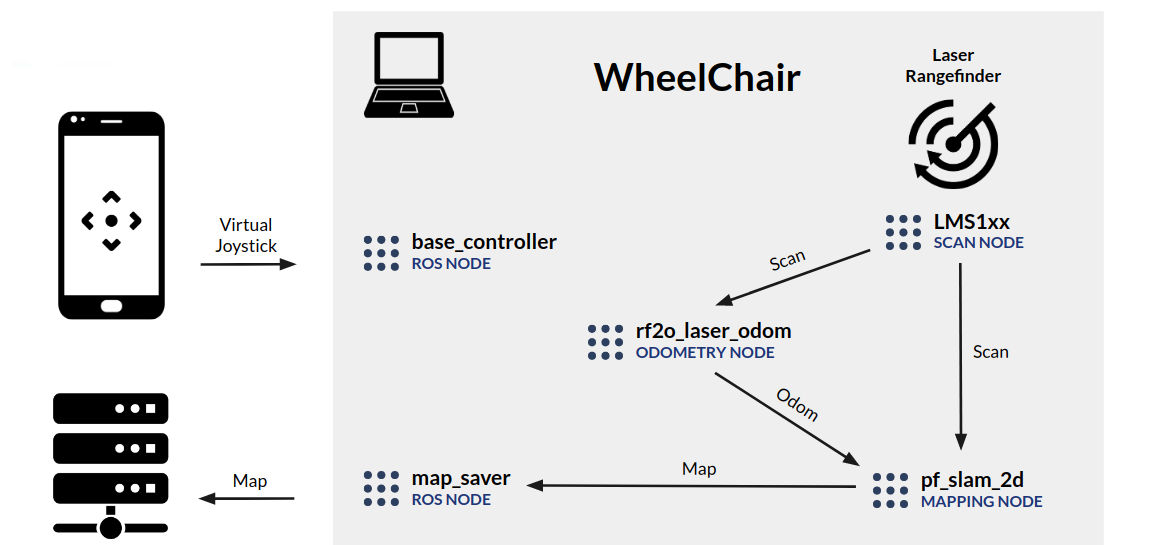 WheelChair
Laser
Rangefinder
Virtual
Joystick
LMS1xx
SCAN NODE
base_controller
ROS NODE
Scan
rf2o_laser_odom
ODOMETRY NODE
Scan
Odom
Map
map_saver
ROS NODE
Map
pf_slam_2d
MAPPING NODE